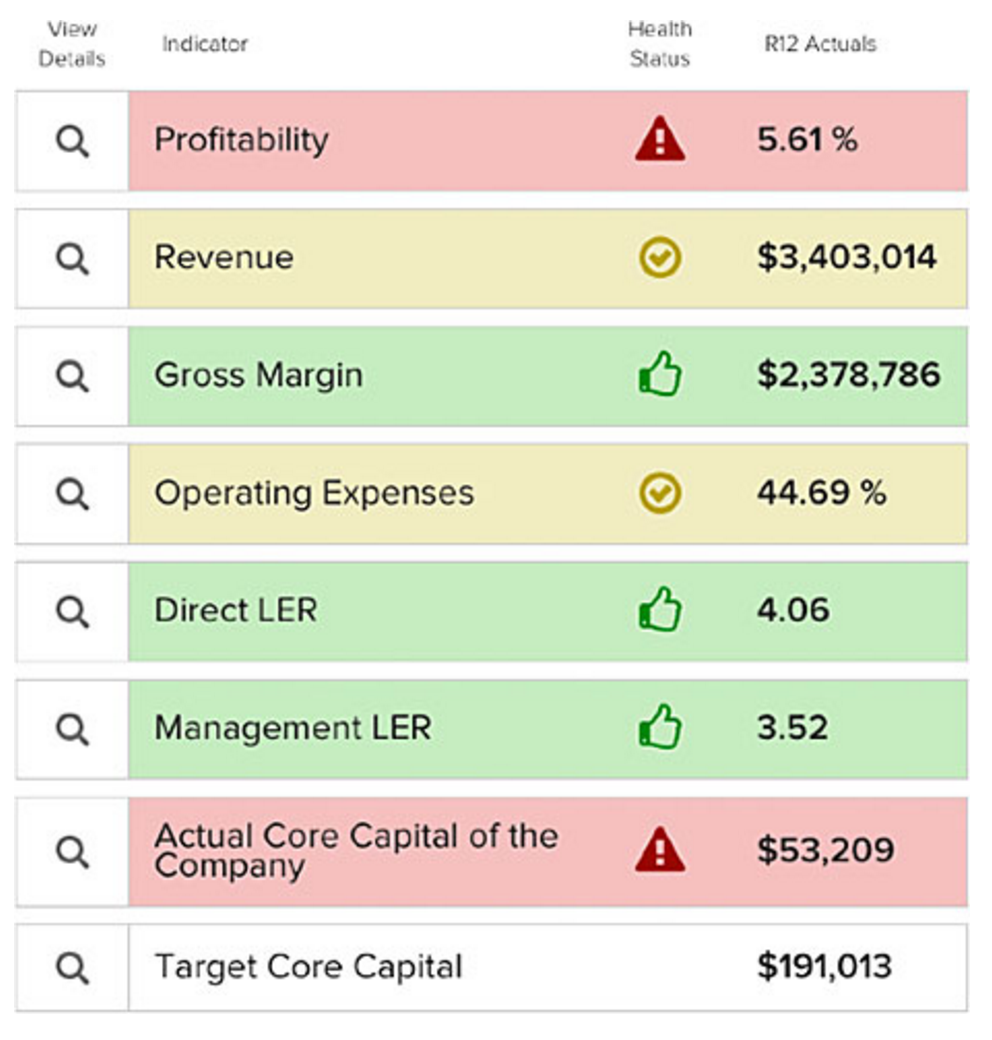 View
Details
Indicator
Health
Status
R12 Actuals
Profitability 5.61 %
Revenue $3,403,014
Gross Margin $2,378,786
Operating Expenses 44.69 %
Direct LER 4.06
Management LER 3.52
Actual Core Capital of the
Company
$53,209
Target Core Capital $191,013